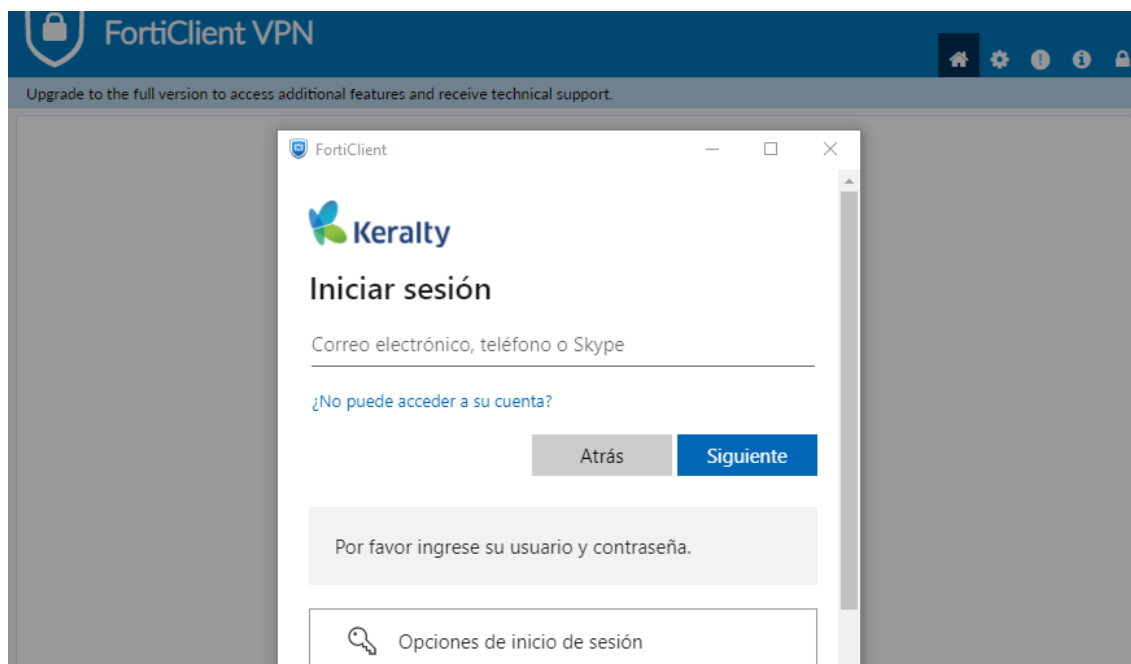 FortiClient VPN
Upgrade to the full version to access additional features and receive technical support.
FortiClient
Keralty
Iniciar sesión
Correo electrónico, teléfono o Skype
¿No puede acceder a su cuenta?
Atrás Siguiente
Por favor ingrese su usuario y contraseña.
Opciones de inicio de sesión